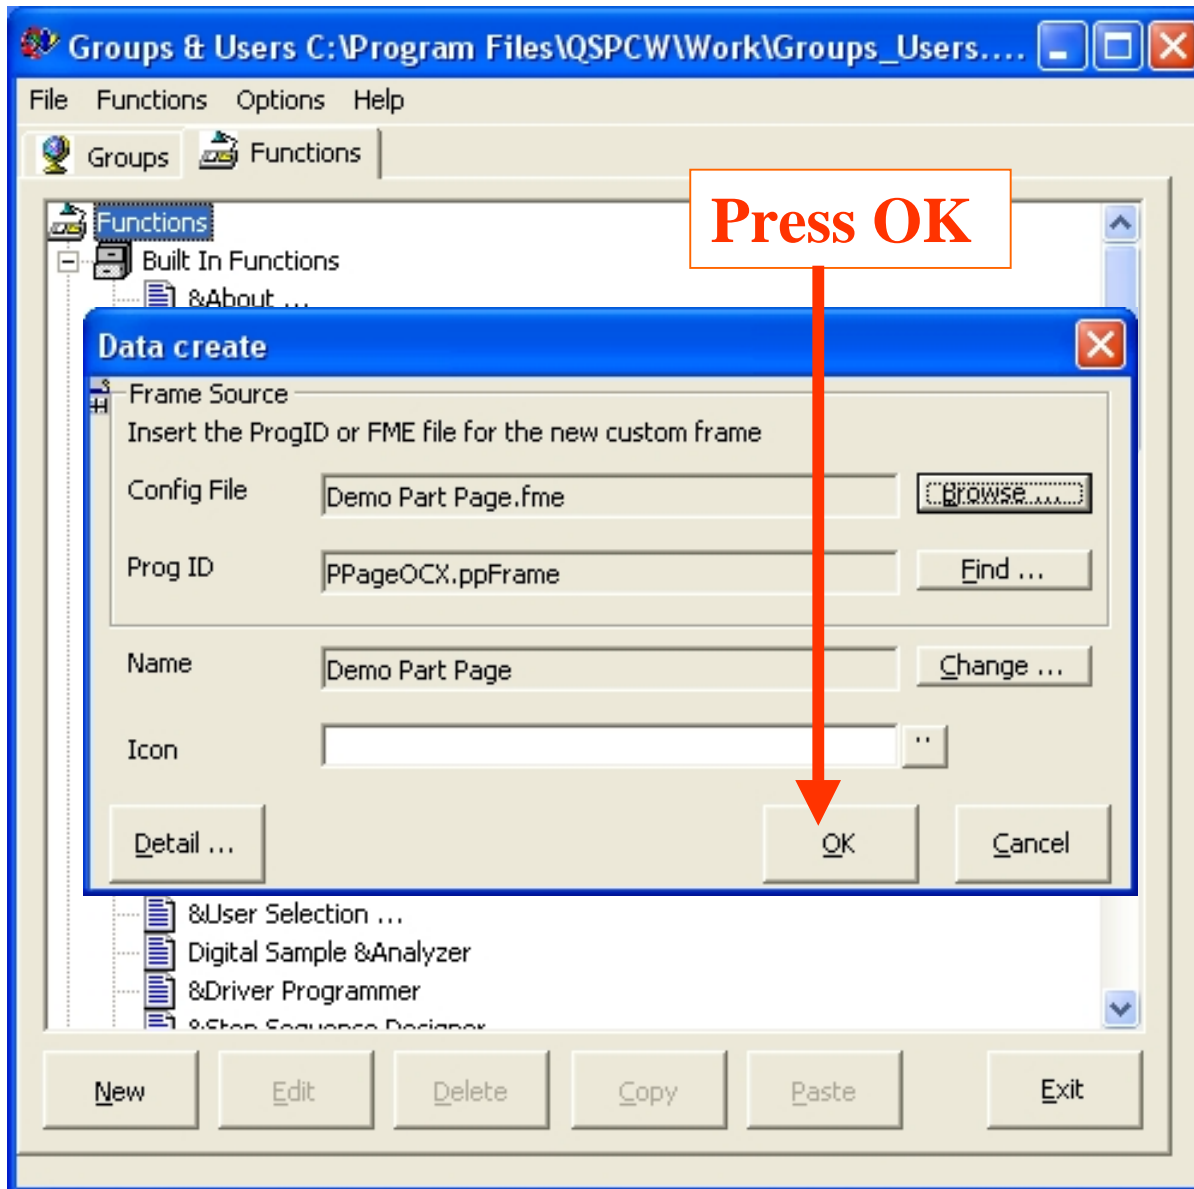 Groups & Users C:\Program Files\QSPCW\Work\Groups_Users....
File Functions Options Help
Groups Functions
Press OK
Functions
Built In Functions
&About ...
Data create
Frame Source
Insert the ProgID or FME file for the new custom frame
Config File Demo Part Page.fme Browse ...
Prog ID PPageOCX.ppFrame Find ...
Name Demo Part Page Change ...
Icon ..
Detail ... OK Cancel
&User Selection ...
Digital Sample &Analyzer
&Driver Programmer
&Step Sequence Designer
New Edit Delete Copy Paste Exit